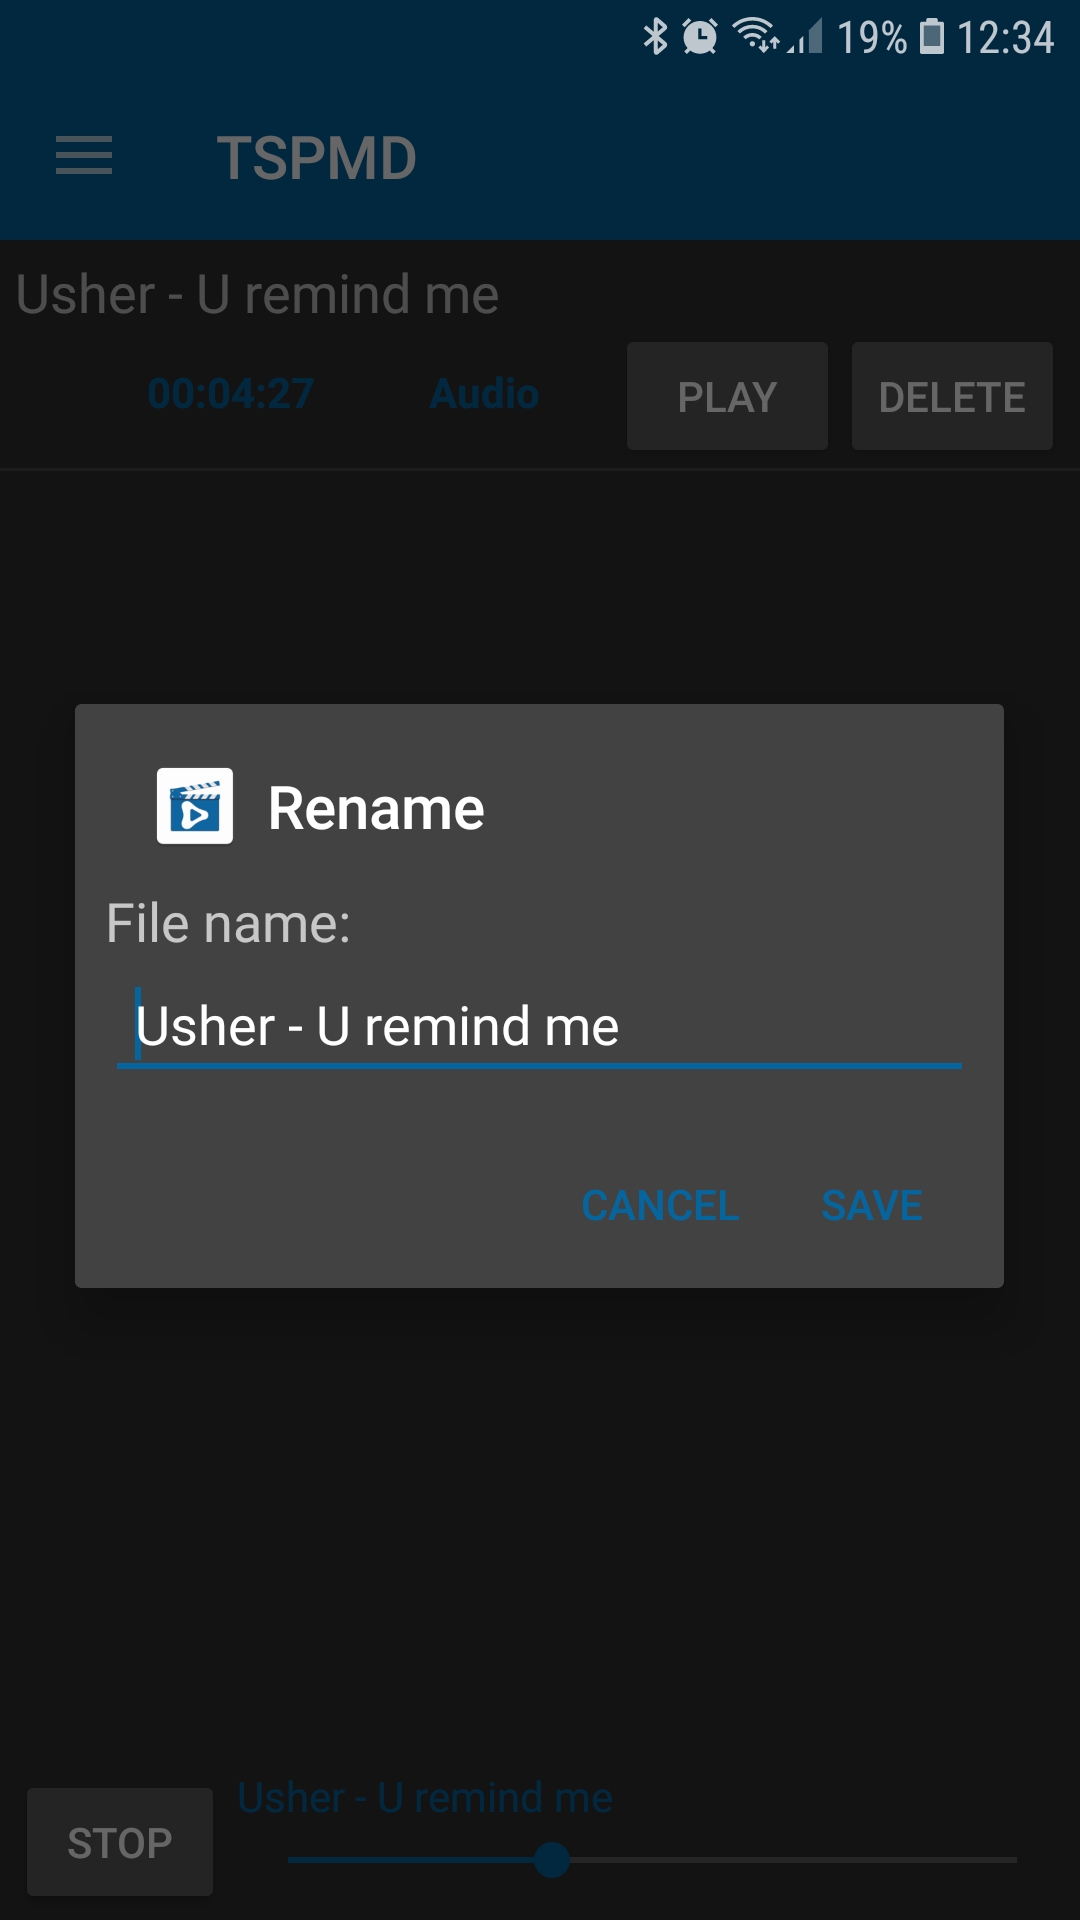 19% 12:34
TSPMD
Usher - U remind me
00:04:27 Audio PLAY DELETE
Rename
File name:
Usher - U remind me
CANCEL SAVE
Usher - U remind me
STOP